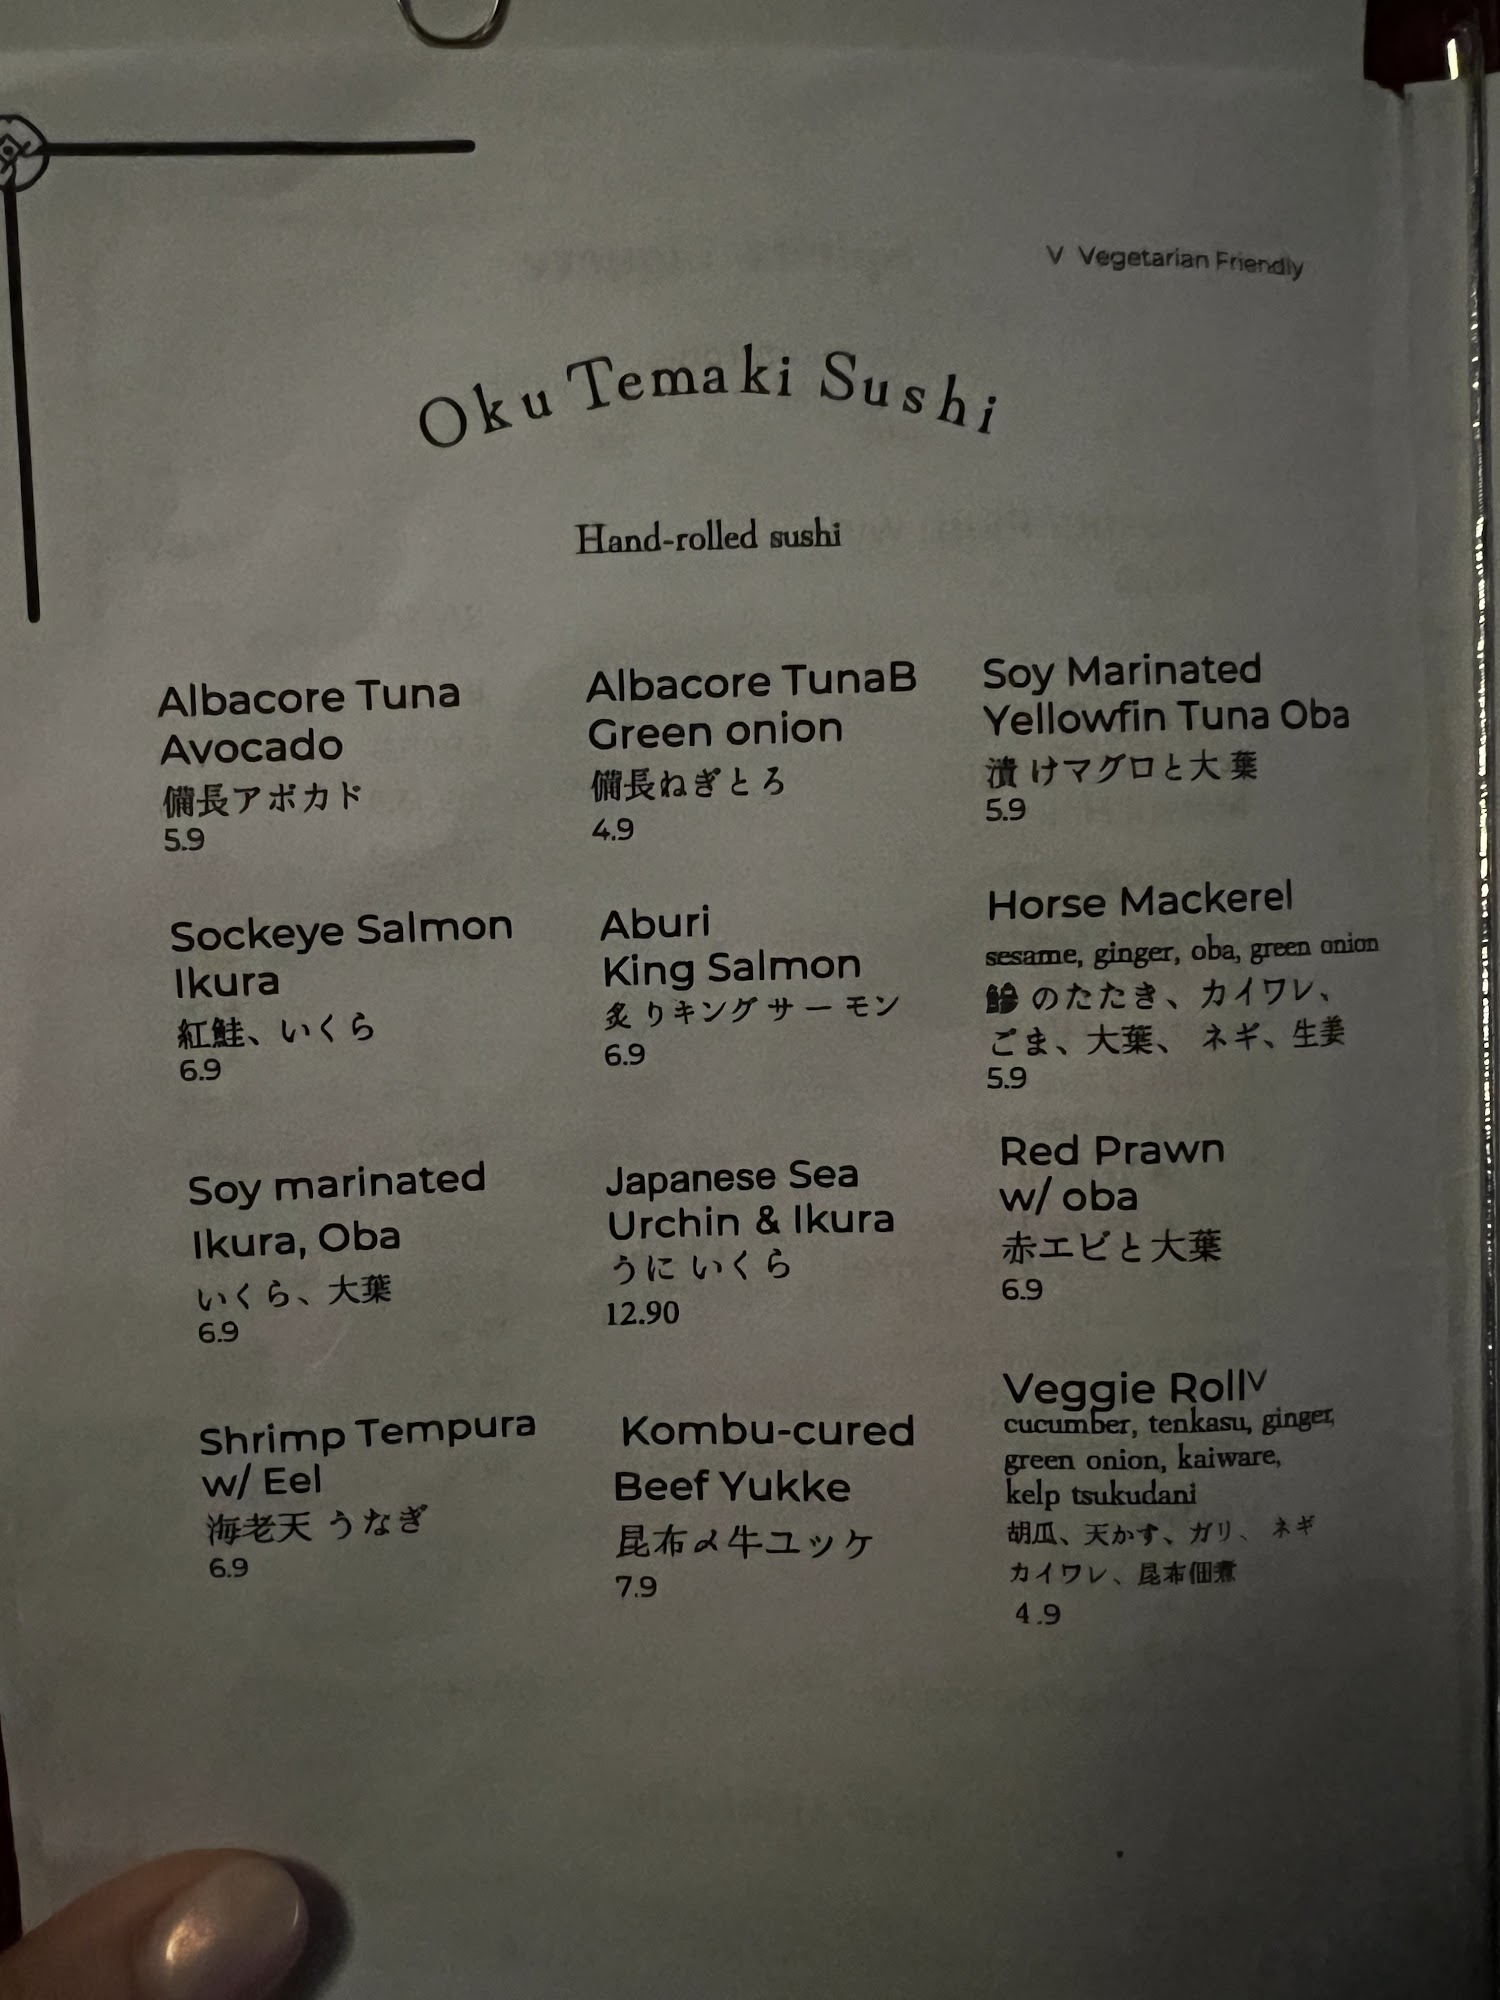 V Vegetarian Friendly
Oku Temaki Sushi
Hand-rolled sushi
Albacore Tuna
Avocado
備長アボカド
5.9
Albacore TunaB
Green onion
備長ねぎとろ
4.9
Soy Marinated
Yellowfin Tuna Oba
漬けマグロと大葉
5.9
Sockeye Salmon
Ikura
紅鮭、いくら
6.9
Aburi
King Salmon
炙りキングサーモン
6.9
Horse Mackerel
sesame, ginger, oba, green onion
のたたき、カイワレ、
ごま、大葉、 ネギ、生姜
5.9
Soy marinated
Ikura, Oba
いくら、大葉
6.9
Japanese Sea
Urchin & Ikura
うに いくら
12.90
Red Prawn
w/ oba
赤エビと大葉
6.9
Shrimp Tempura
w/ Eel
海老天 うなぎ
6.9
Kombu-cured
Beef Yukke
昆布〆牛ユッケ
7.9
Veggie RollV
cucumber, tenkasu, ginger,
green onion, kaiware,
kelp tsukudani
胡瓜、天かす、ガリ、 ネギ
カイワレ、昆布佃煮
4.9